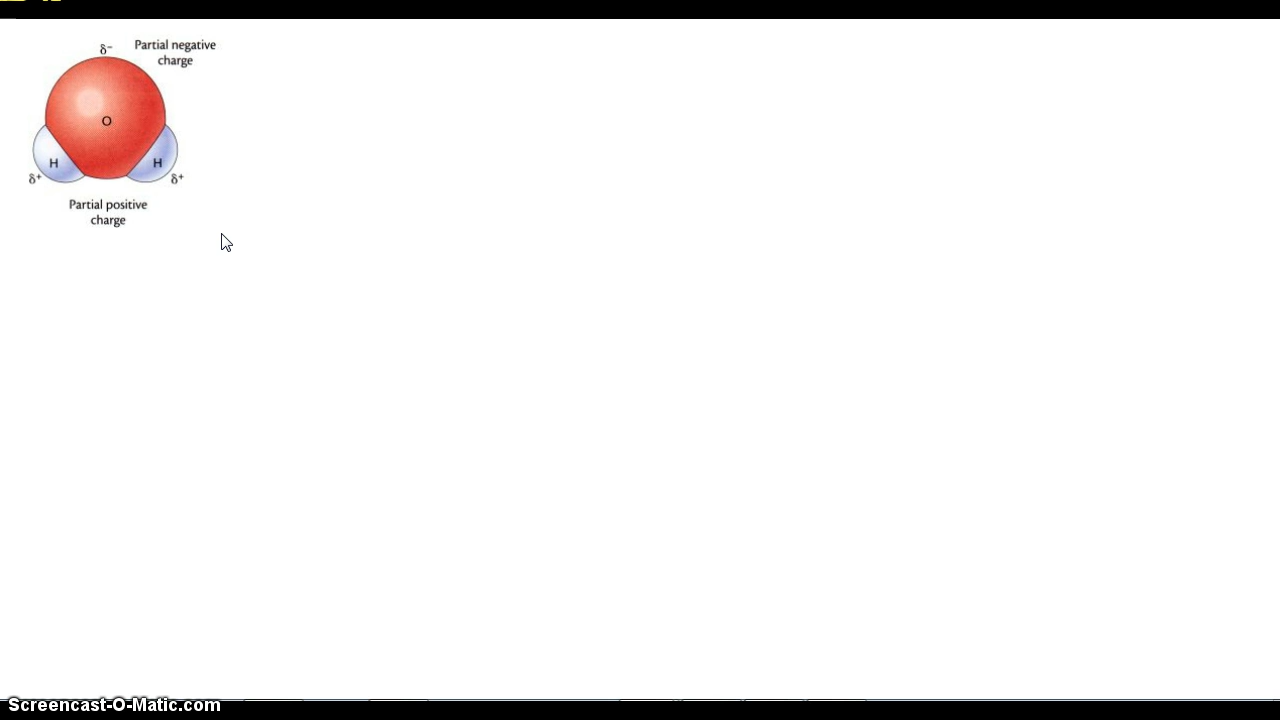 δ− Partial negative
charge
O
H H
δ+ δ+
Partial positive
charge
Screencast-O-Matic.com